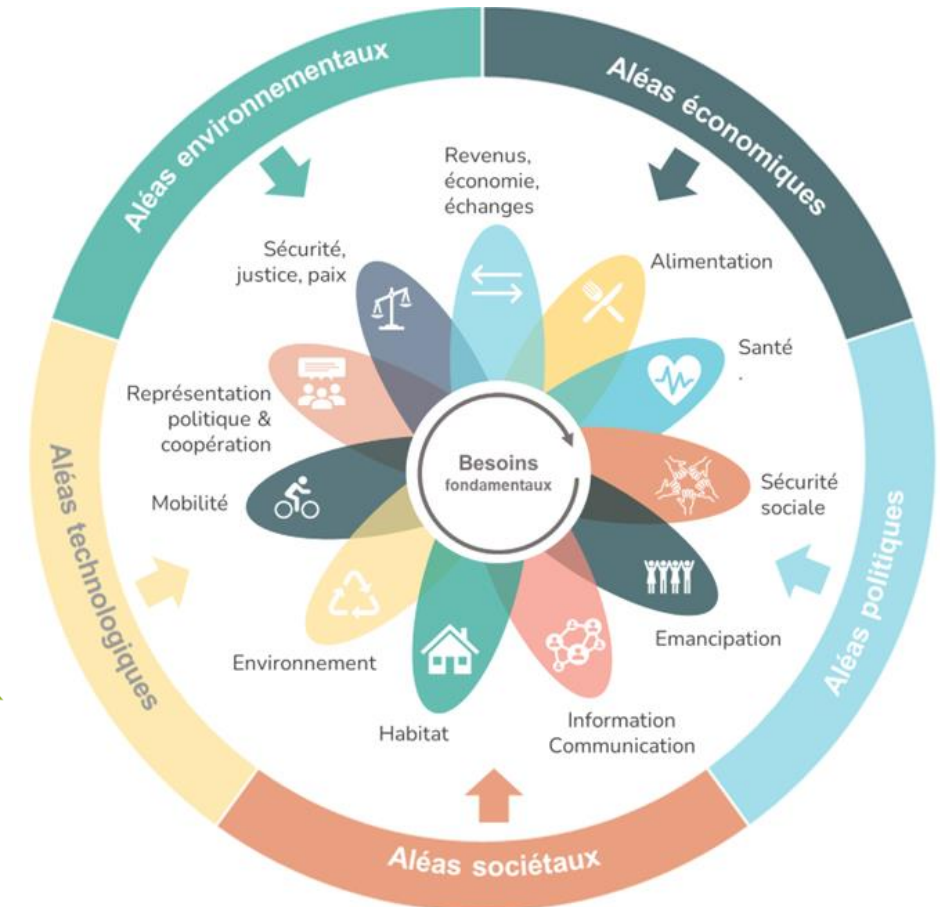 Aléas environnementaux
Aléas économiques
Revenus,
économie,
échanges
Sécurité,
justice, paix
Alimentation
Santé
.
Représentation
politique &
coopération
Besoins
fondamentaux
Sécurité
sociale
Mobilité
Aléas technologiques
Aléas politiques
Emancipation
Environnement
Information
Communication
Habitat
Aléas sociétaux